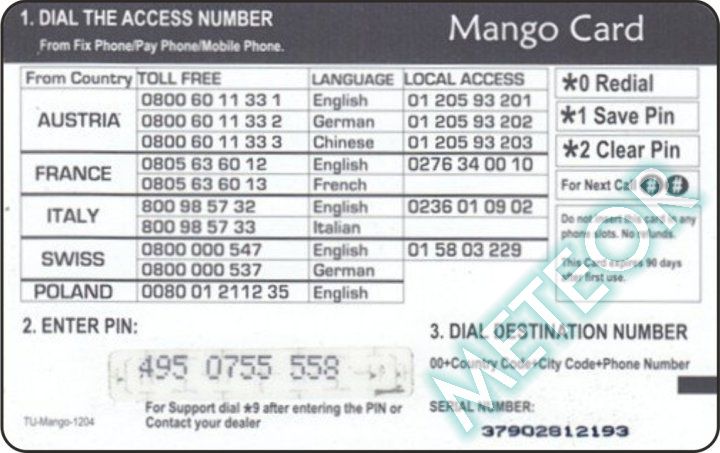 1. DIAL THE ACCESS NUMBER
From Fix Phone/Pay Phone/Mobile Phone.
Mango Card
From Country TOLL FREE LANGUAGE LOCAL ACCESS
AUSTRIA 0800 60 11 33 1 English 01 205 93 201
0800 60 11 33 2 German 01 205 93 202
0800 60 11 33 3 Chinese 01 205 93 203
FRANCE 0805 63 60 12 English 0276 34 00 10
0805 63 60 13 French
ITALY 800 98 57 32 English 0236 01 09 02
800 98 57 33 Italian
SWISS 0800 000 547 English 01 58 03 229
0800 000 537 German
POLAND 0080 01 2112 35 English
*0 Redial
*1 Save Pin
*2 Clear Pin
For Next Call # #
Do not insert this card in any
phone slots. No refunds.
This Card expires 90 days
after first use.
METEOR
2. ENTER PIN:
495 0755 558
For Support dial *9 after entering the PIN or
Contact your dealer
TU-Mango-1204
3. DIAL DESTINATION NUMBER
00+Country Code+City Code+Phone Number
SERIAL NUMBER:
37902812193